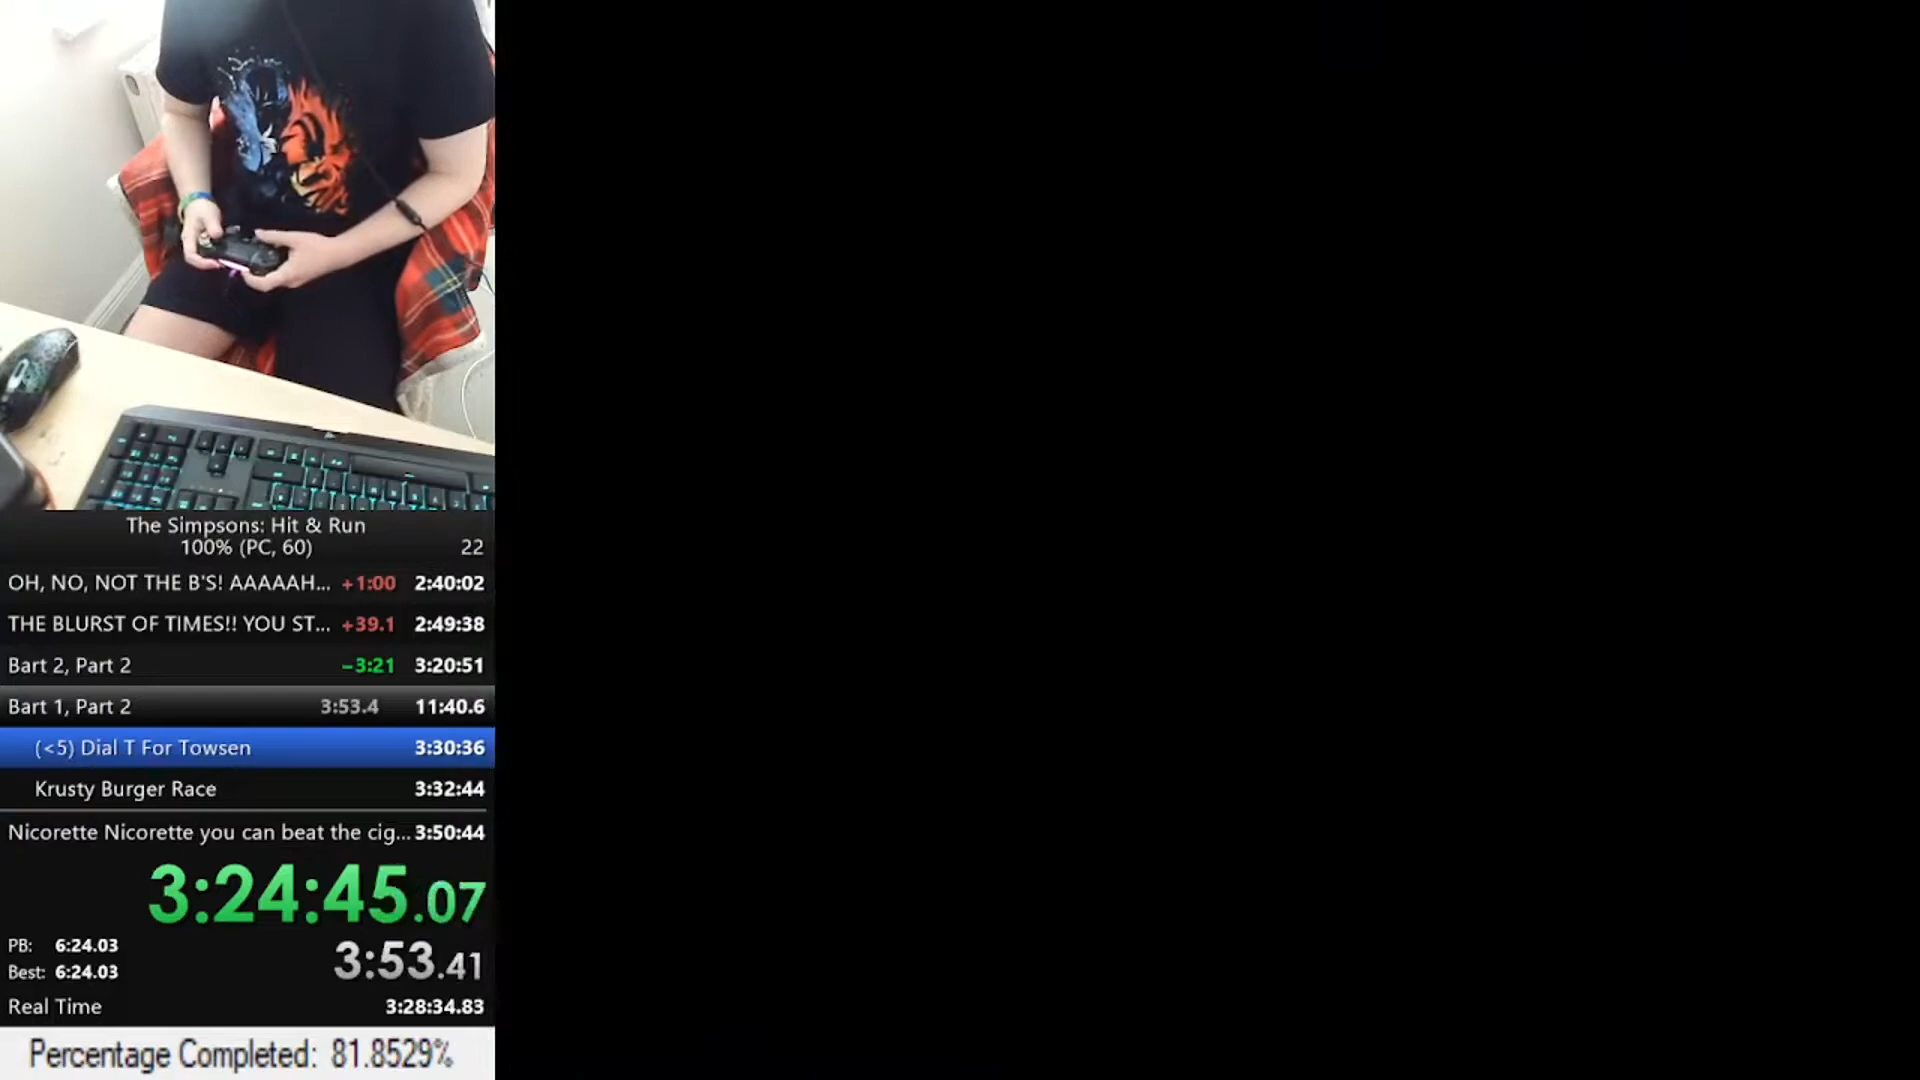 The Simpsons: Hit & Run
100% (PC, 60) 22
OH, NO, NOT THE B'S! AAAAAH... +1:00 2:40:02
THE BLURST OF TIMES!! YOU ST... +39.1 2:49:38
Bart 2, Part 2 −3:21 3:20:51
Bart 1, Part 2 3:53.4 11:40.6
(<5) Dial T For Towsen 3:30:36
Krusty Burger Race 3:32:44
Nicorette Nicorette you can beat the cig... 3:50:44
3:24:45.07
PB: 6:24.03
3:53.41
Best: 6:24.03
Real Time 3:28:34.83
Percentage Completed: 81.8529%